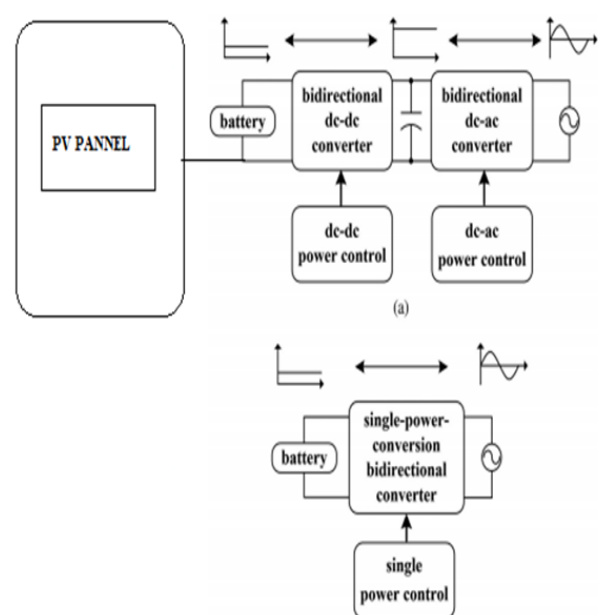 PV PANNEL
battery
bidirectional
dc-dc
converter
bidirectional
dc-ac
converter
dc-dc
power control
dc-ac
power control
(a)
battery
single-power-
conversion
bidirectional
converter
single
power control